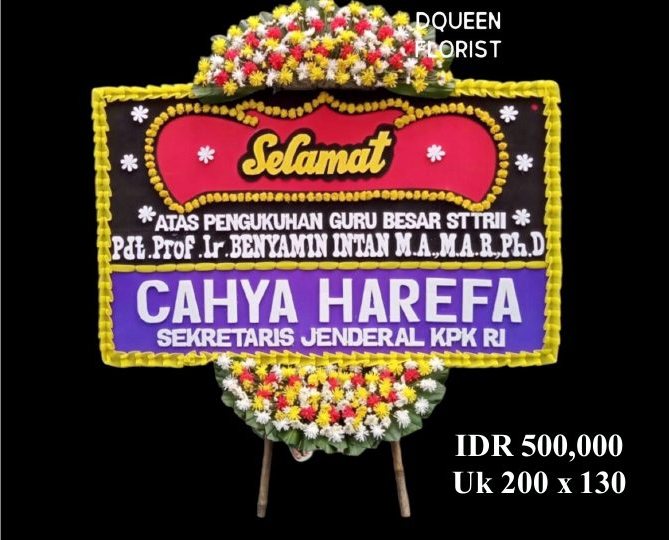 DQUEEN
FLORIST
Selamat
ATAS PENGUKUHAN GURU BESAR STTRII
Pdt.Prof.Ir.BENYAMIN INTAN M.A.,M.A.R.,Ph.D
CAHYA HAREFA
SEKRETARIS JENDERAL KPK RI
IDR 500,000
Uk 200 x 130